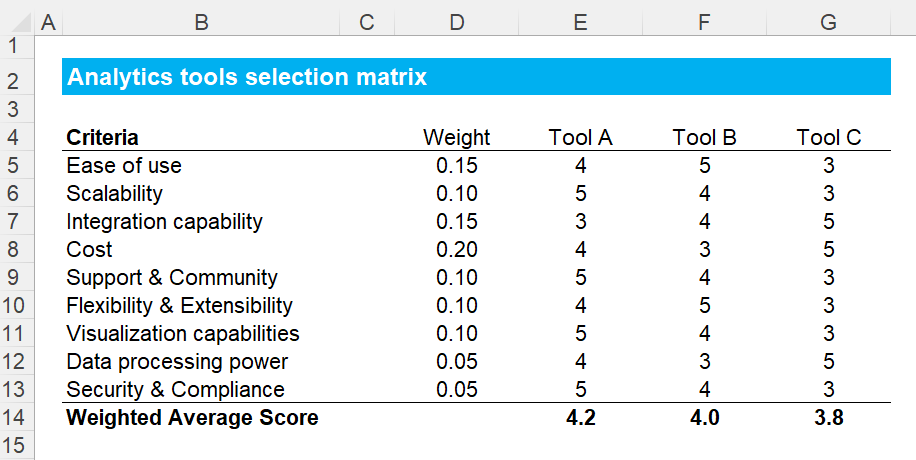 A B C D E F G
1
2 Analytics tools selection matrix
3
4 Criteria Weight Tool A Tool B Tool C
5 Ease of use 0.15 4 5 3
6 Scalability 0.10 5 4 3
7 Integration capability 0.15 3 4 5
8 Cost 0.20 4 3 5
9 Support & Community 0.10 5 4 3
10 Flexibility & Extensibility 0.10 4 5 3
11 Visualization capabilities 0.10 5 4 3
12 Data processing power 0.05 4 3 5
13 Security & Compliance 0.05 5 4 3
14 Weighted Average Score 4.2 4.0 3.8
15